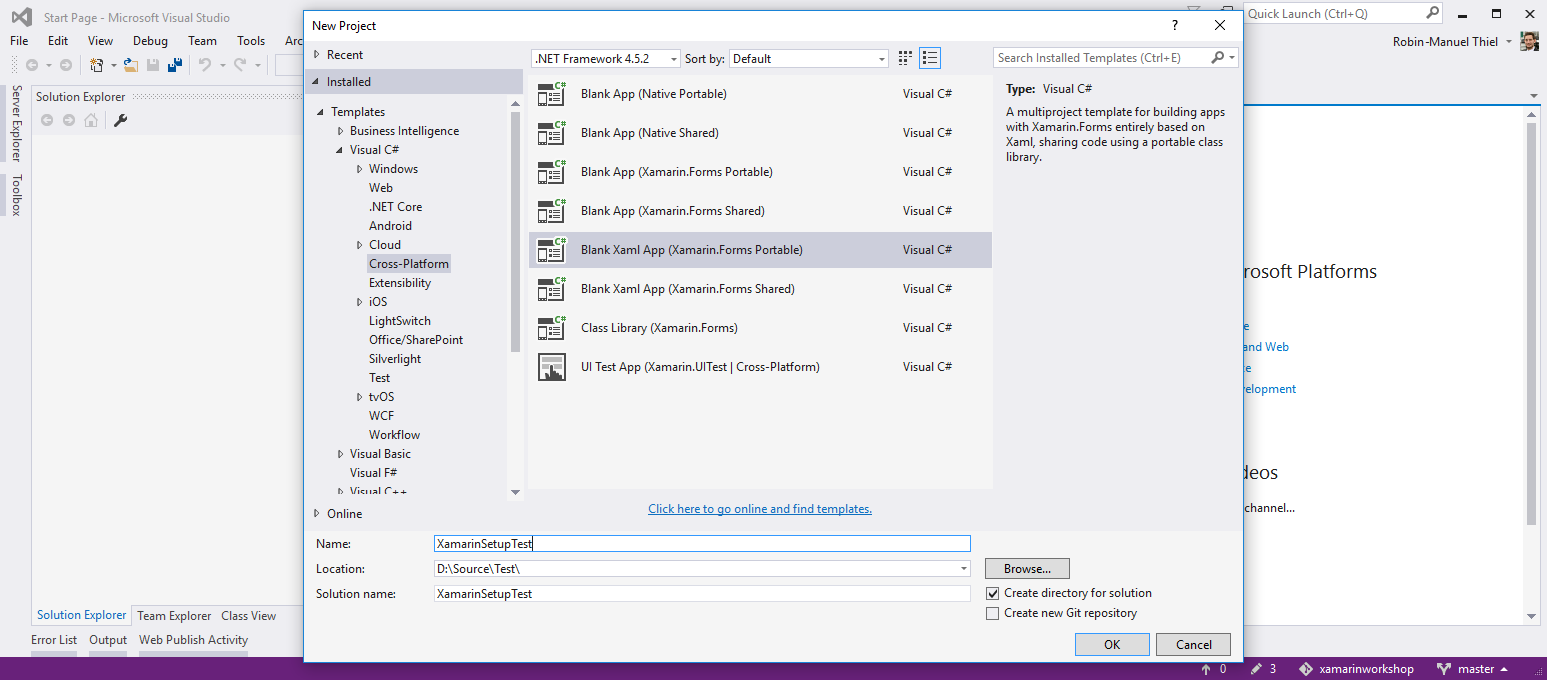 Start Page - Microsoft Visual Studio
Quick Launch (Ctrl+Q)
File Edit View Debug Team Tools
Robin-Manuel Thiel
Server Explorer
Toolbox
Solution Explorer
New Project
?
Recent
Installed
.NET Framework 4.5.2
Sort by:
Default
Search Installed Templates (Ctrl+E)
Templates
Business Intelligence
Visual C#
Windows
Web
.NET Core
Android
Cloud
Cross-Platform
Extensibility
iOS
LightSwitch
Office/SharePoint
Silverlight
Test
tvOS
WCF
Workflow
Visual Basic
Visual F#
Visual C++
Online
C# Blank App (Native Portable) Visual C#
C# Blank App (Native Shared) Visual C#
C# Blank App (Xamarin.Forms Portable) Visual C#
C# Blank App (Xamarin.Forms Shared) Visual C#
C# Blank Xaml App (Xamarin.Forms Portable) Visual C#
C# Blank Xaml App (Xamarin.Forms Shared) Visual C#
C# Class Library (Xamarin.Forms) Visual C#
UI Test App (Xamarin.UITest | Cross-Platform) Visual C#
Click here to go online and find templates.
Type: Visual C#
A multiproject template for building apps
with Xamarin.Forms entirely based on
Xaml, sharing code using a portable class
library.
Name: XamarinSetupTest
Location: D:\Source\Test\
Browse...
Solution name: XamarinSetupTest
Create directory for solution
Create new Git repository
OK Cancel
Platforms
and Web
channel...
Solution Explorer Team Explorer Class View
Error List Output Web Publish Activity
0 3 xamarinworkshop master